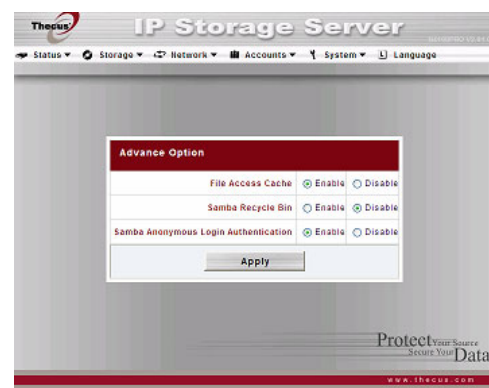 Thecus
IP Storage Server
Status Storage Network Accounts System Language
Advance Option
File Access Cache Enable Disable
Samba Recycle Bin Enable Disable
Samba Anonymous Login Authentication Enable Disable
Apply
Protect Your Source
Secure Your Data
www.thecus.com